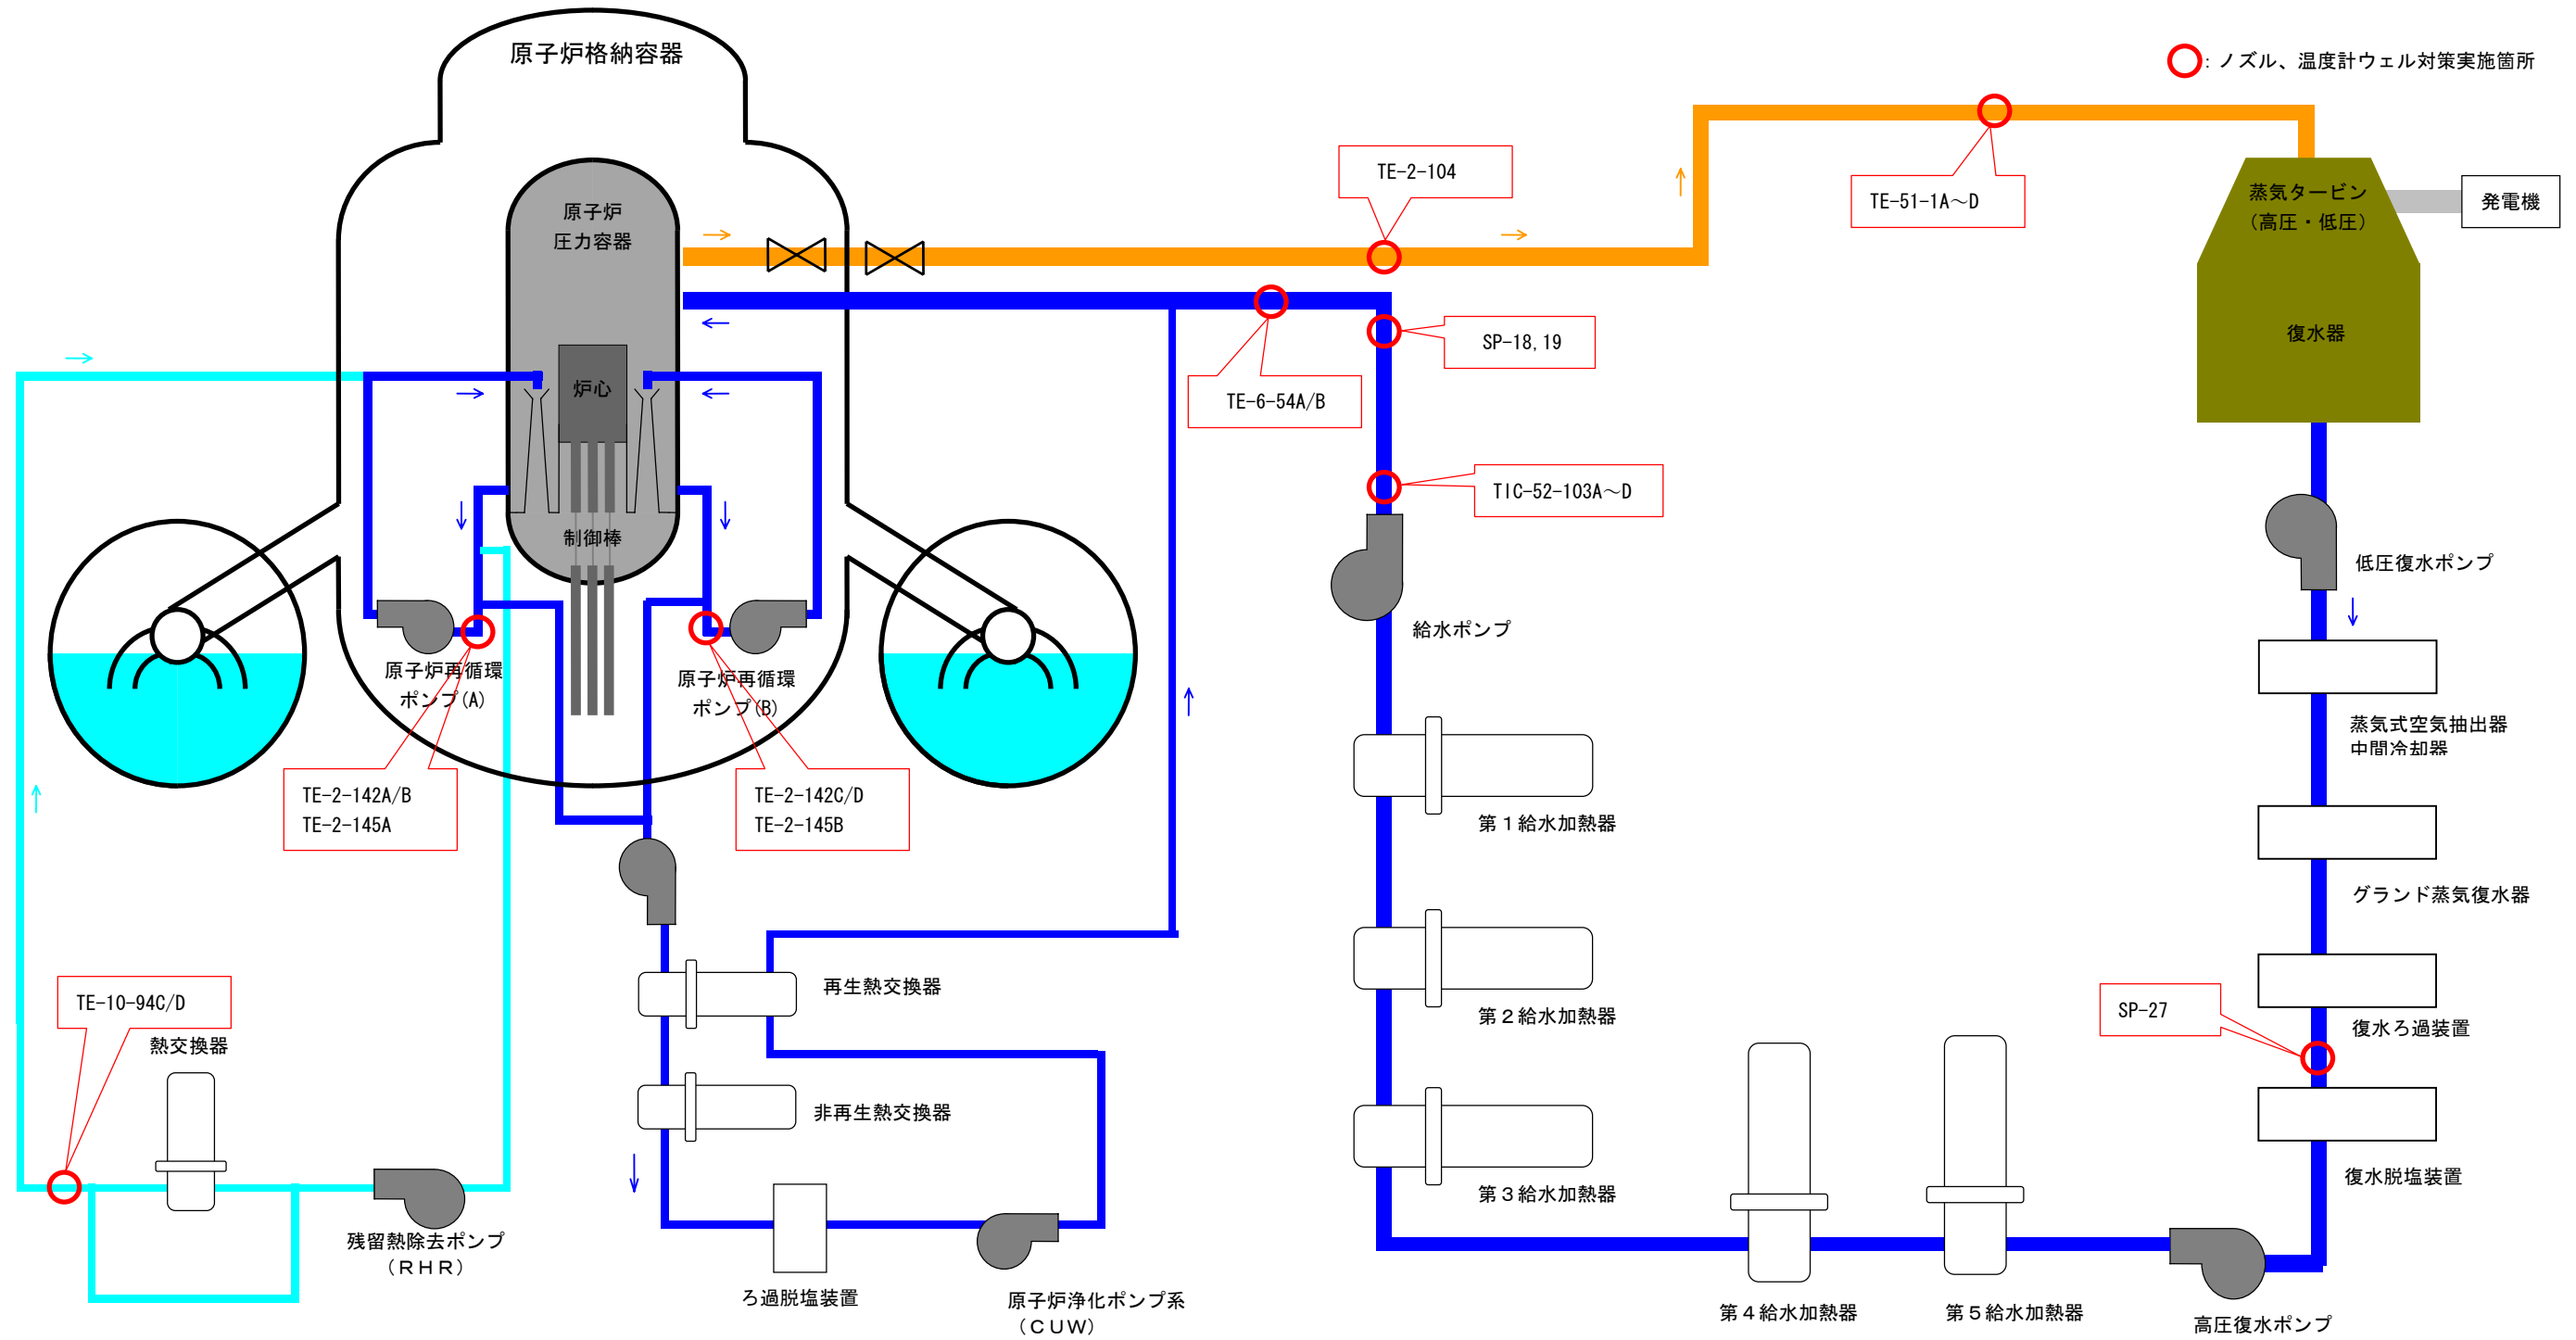 原子炉格納容器
: ノズル、温度計ウェル対策実施箇所
TE-2-104
TE-51-1A～D
蒸気タービン
(高圧・低圧)
発電機
原子炉
圧力容器
復水器
SP-18,19
TE-6-54A/B
炉心
TIC-52-103A～D
制御棒
低圧復水ポンプ
給水ポンプ
原子炉再循環
ポンプ(A)
原子炉再循環
ポンプ(B)
蒸気式空気抽出器
中間冷却器
TE-2-142A/B
TE-2-145A
TE-2-142C/D
TE-2-145B
第１給水加熱器
グランド蒸気復水器
再生熱交換器
TE-10-94C/D
熱交換器
第２給水加熱器
SP-27
復水ろ過装置
非再生熱交換器
復水脱塩装置
第３給水加熱器
残留熱除去ポンプ
（ＲＨＲ）
ろ過脱塩装置
原子炉浄化ポンプ系
（ＣＵＷ）
第４給水加熱器
第５給水加熱器
高圧復水ポンプ